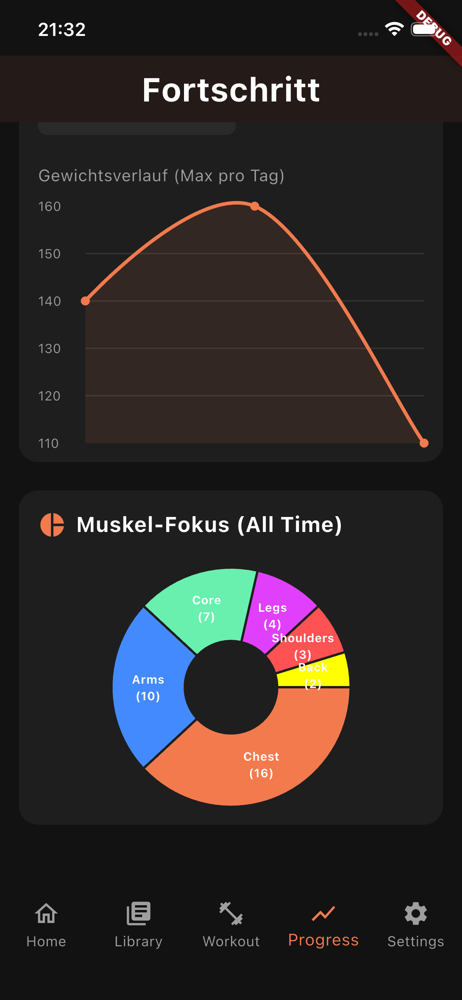 21:32
DEBUG
Fortschritt
Gewichtsverlauf (Max pro Tag)
160
150
140
130
120
110
Muskel-Fokus (All Time)
Core
(7)
Legs
(4)
Shoulders
(3)
Back
(2)
Arms
(10)
Chest
(16)
Home
Library
Workout
Progress
Settings